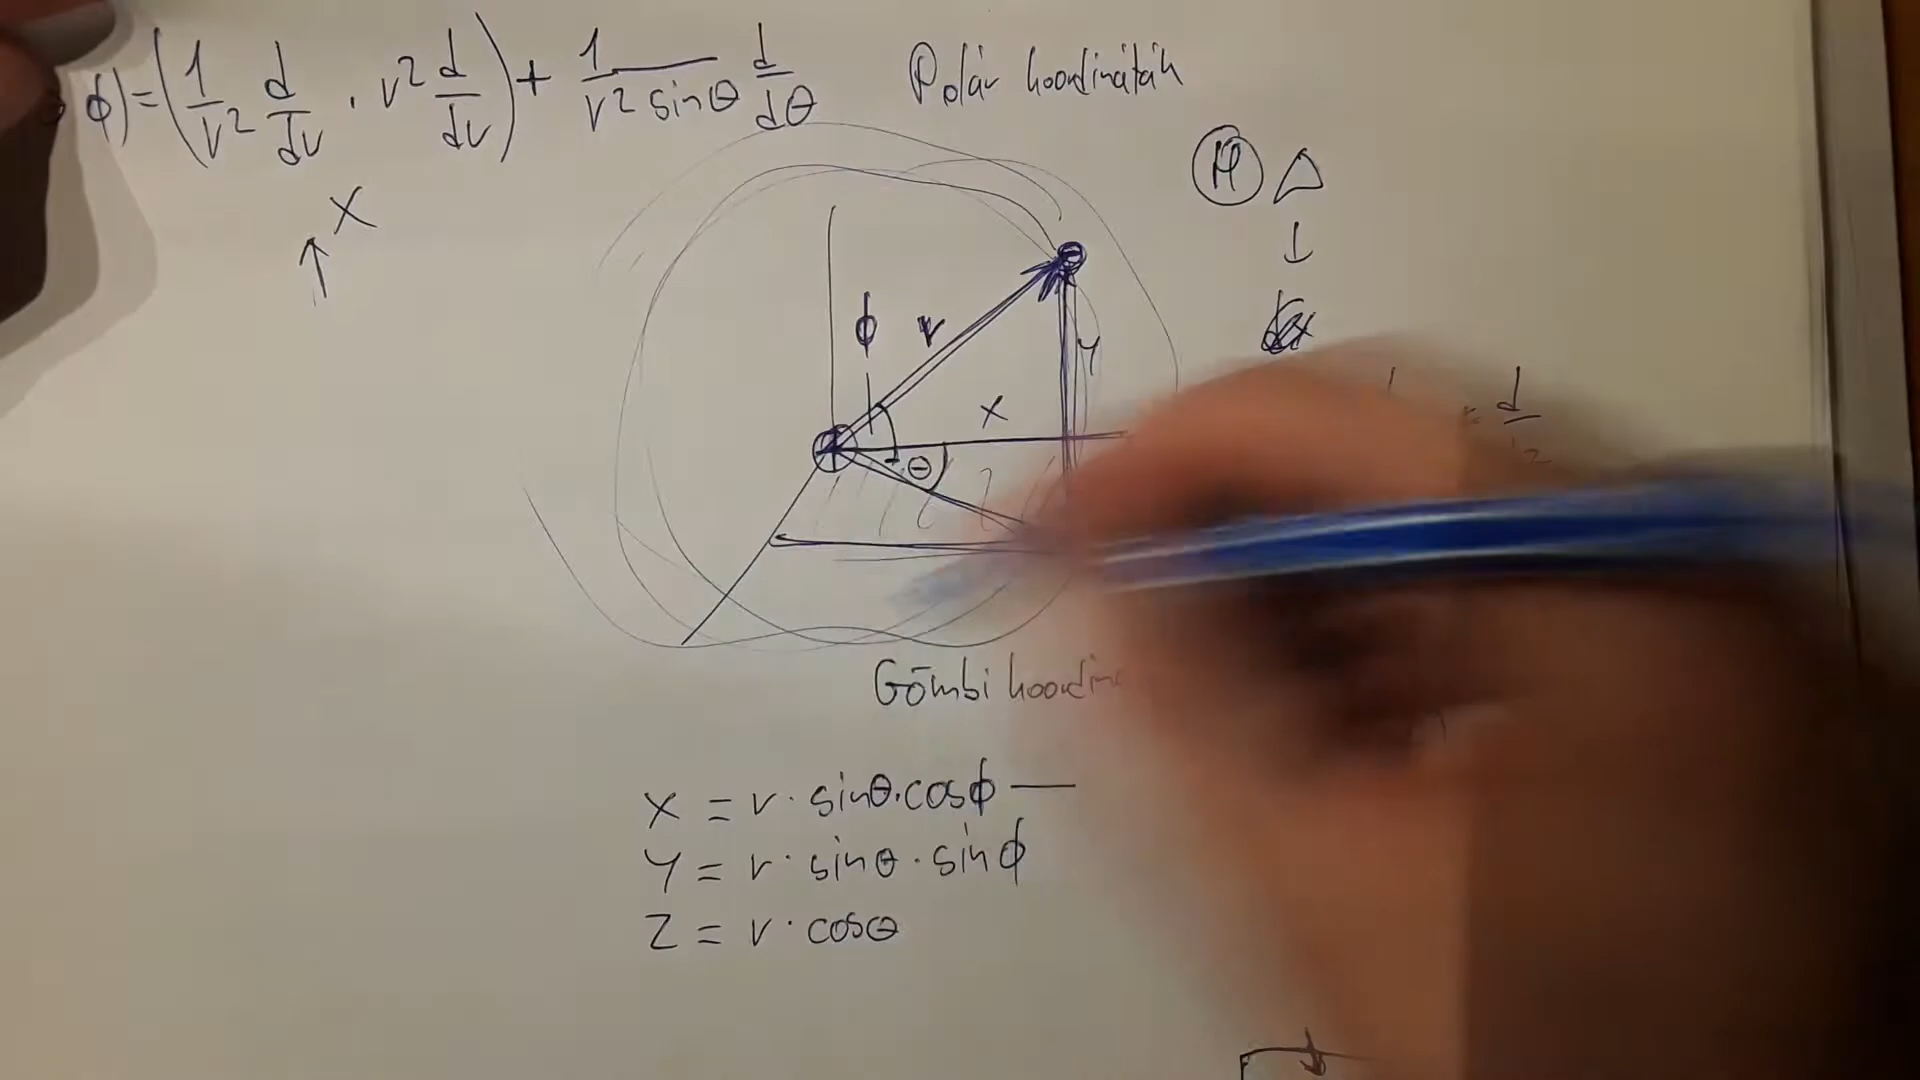 ϕ) = (1/r² d/dr · r² d/dr) + 1/(r² sinθ) d/dθ
Polár koordináták
H △
↑ X
ϕ r y
x
θ
= d
Gömbi
x = r · sinθ·cosϕ —
y = r · sinθ · sinϕ
z = r · cosθ